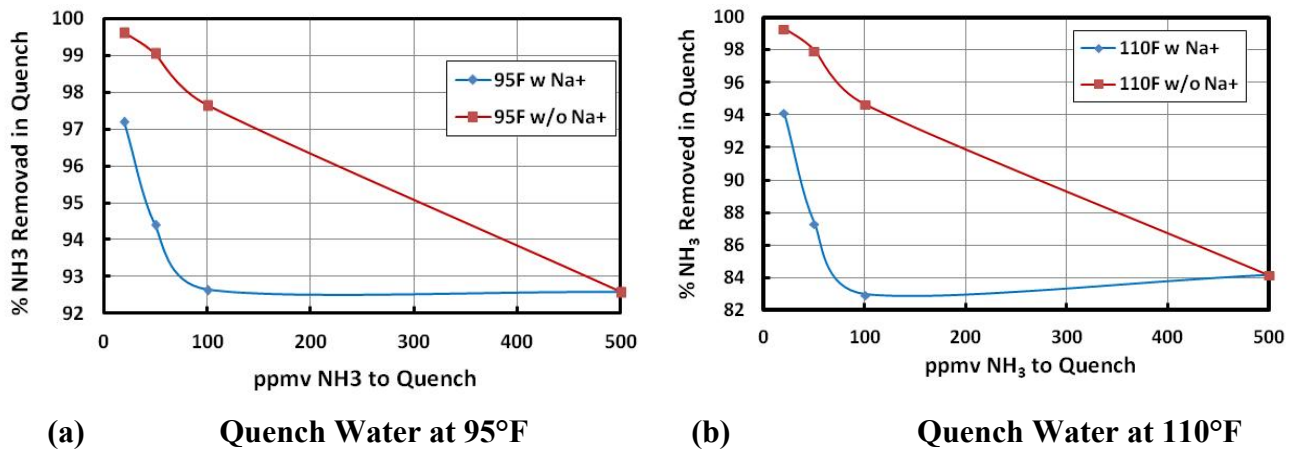 100
99
98
97
96
95
94
93
92
% NH3 Removad in Quench
95F w Na+
95F w/o Na+
0 100 200 300 400 500
ppmv NH3 to Quench
100
98
96
94
92
90
88
86
84
82
% NH₃ Removed in Quench
110F w Na+
110F w/o Na+
0 100 200 300 400 500
ppmv NH₃ to Quench
(a) Quench Water at 95°F
(b) Quench Water at 110°F